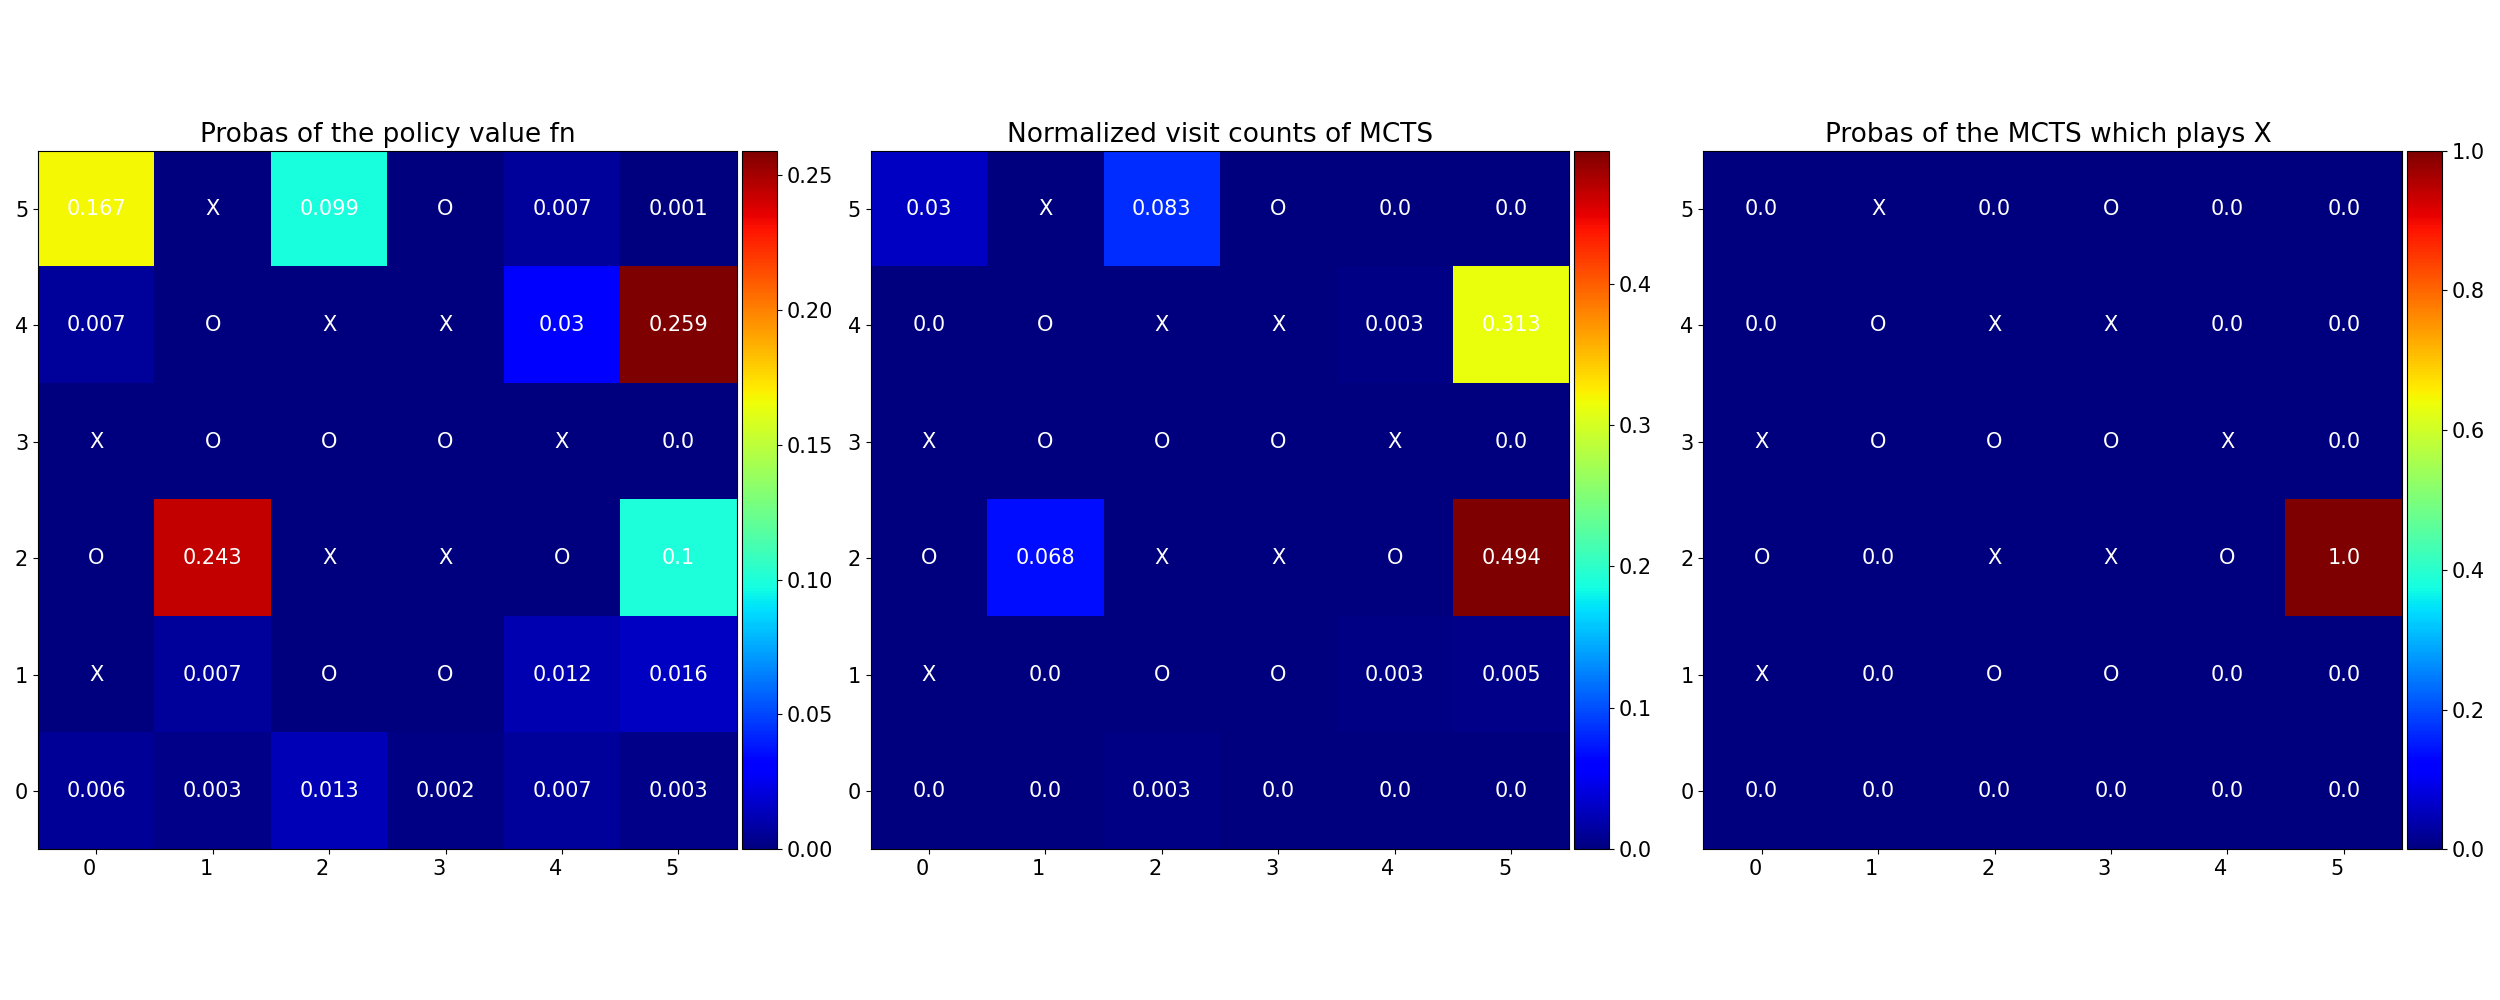 Probas of the policy value fn
5 0.167 X 0.099 O 0.007 0.001
4 0.007 O X X 0.03 0.259
3 X O O O X 0.0
2 O 0.243 X X O 0.1
1 X 0.007 O O 0.012 0.016
0 0.006 0.003 0.013 0.002 0.007 0.003
0 1 2 3 4 5
0.25
0.20
0.15
0.10
0.05
0.00
Normalized visit counts of MCTS
5 0.03 X 0.083 O 0.0 0.0
4 0.0 O X X 0.003 0.313
3 X O O O X 0.0
2 O 0.068 X X O 0.494
1 X 0.0 O O 0.003 0.005
0 0.0 0.0 0.003 0.0 0.0 0.0
0 1 2 3 4 5
0.4
0.3
0.2
0.1
0.0
Probas of the MCTS which plays X
5 0.0 X 0.0 O 0.0 0.0
4 0.0 O X X 0.0 0.0
3 X O O O X 0.0
2 O 0.0 X X O 1.0
1 X 0.0 O O 0.0 0.0
0 0.0 0.0 0.0 0.0 0.0 0.0
0 1 2 3 4 5
1.0
0.8
0.6
0.4
0.2
0.0